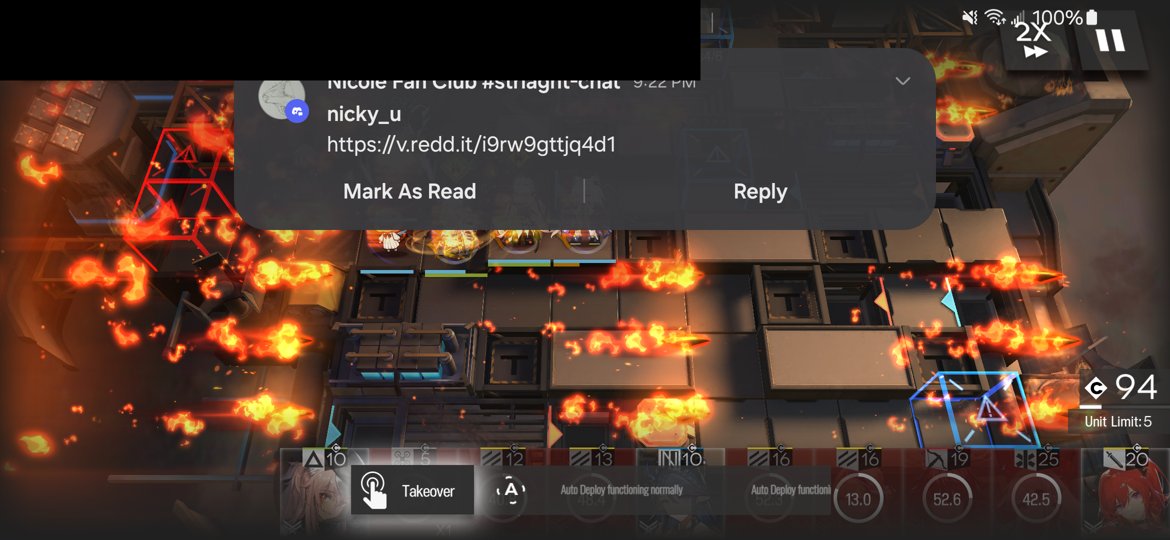 100%
2X
Nicole Fan Club #striaght-chat 9:22 PM
nicky_u
https://v.redd.it/i9rw9gttjq4d1
Mark As Read | Reply
94
Unit Limit: 5
10 5 12 13 10 16 16 19 25 20
Takeover A Auto Deploy functioning normally Auto Deploy functioni 13.0 52.6 42.5